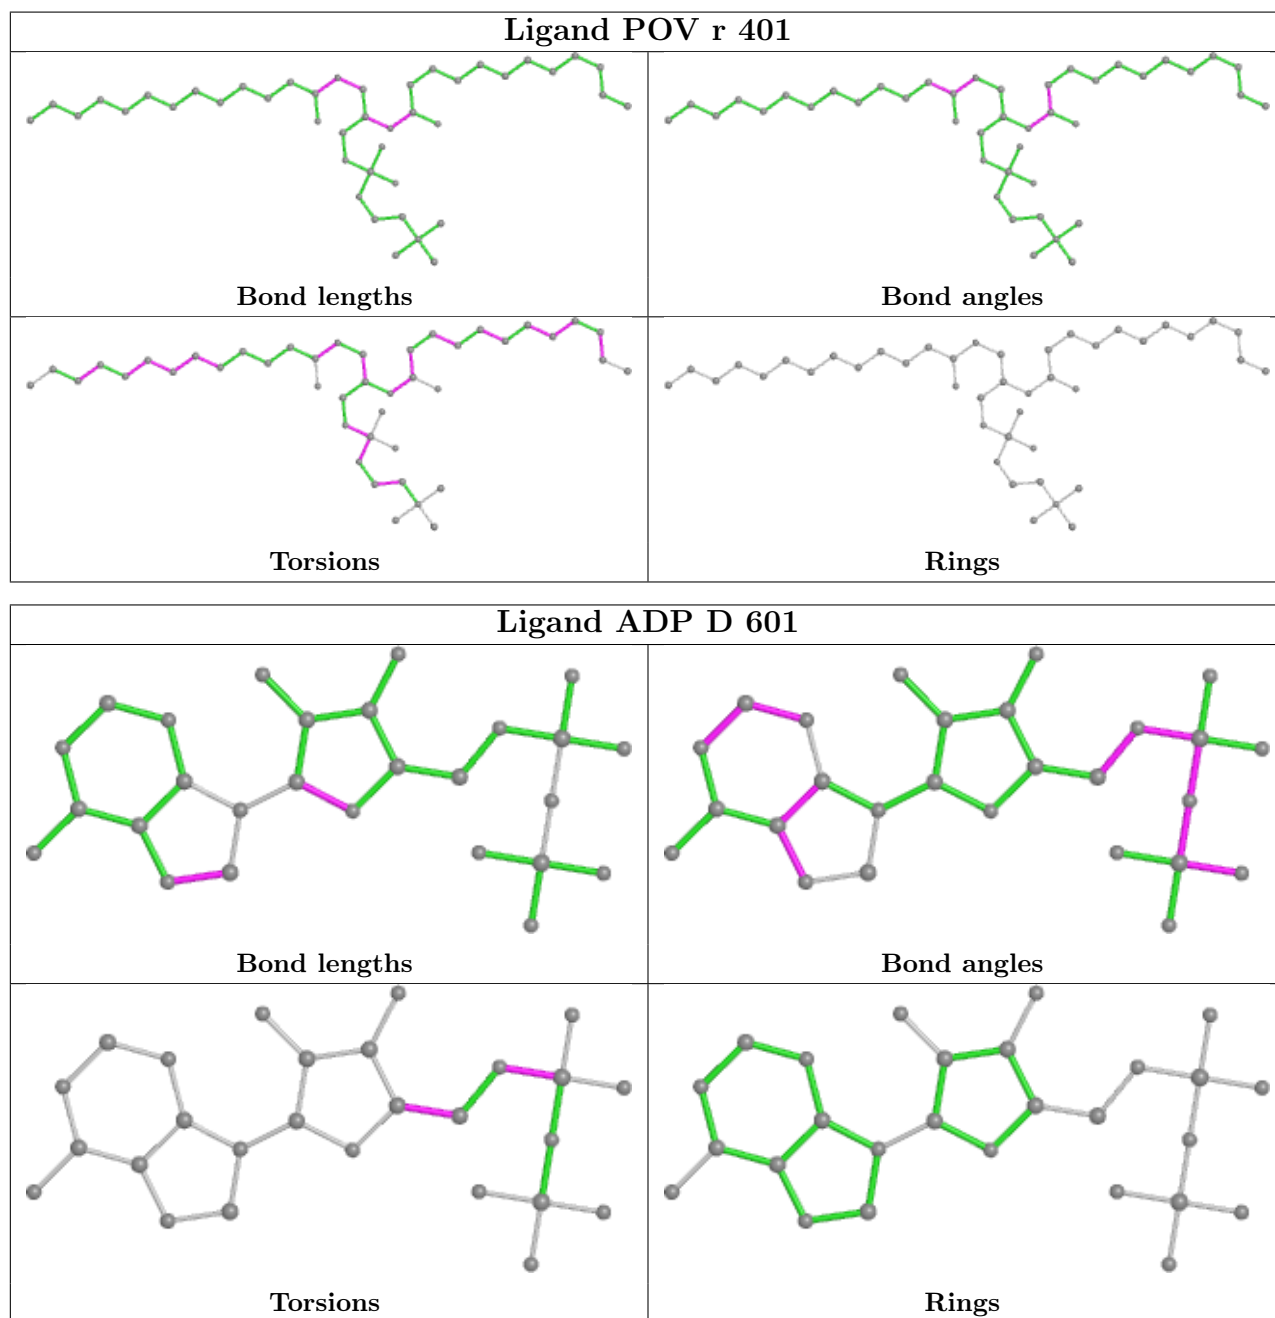 Ligand POV r 401
Bond lengths
Bond angles
Torsions
Rings
Ligand ADP D 601
Bond lengths
Bond angles
Torsions
Rings